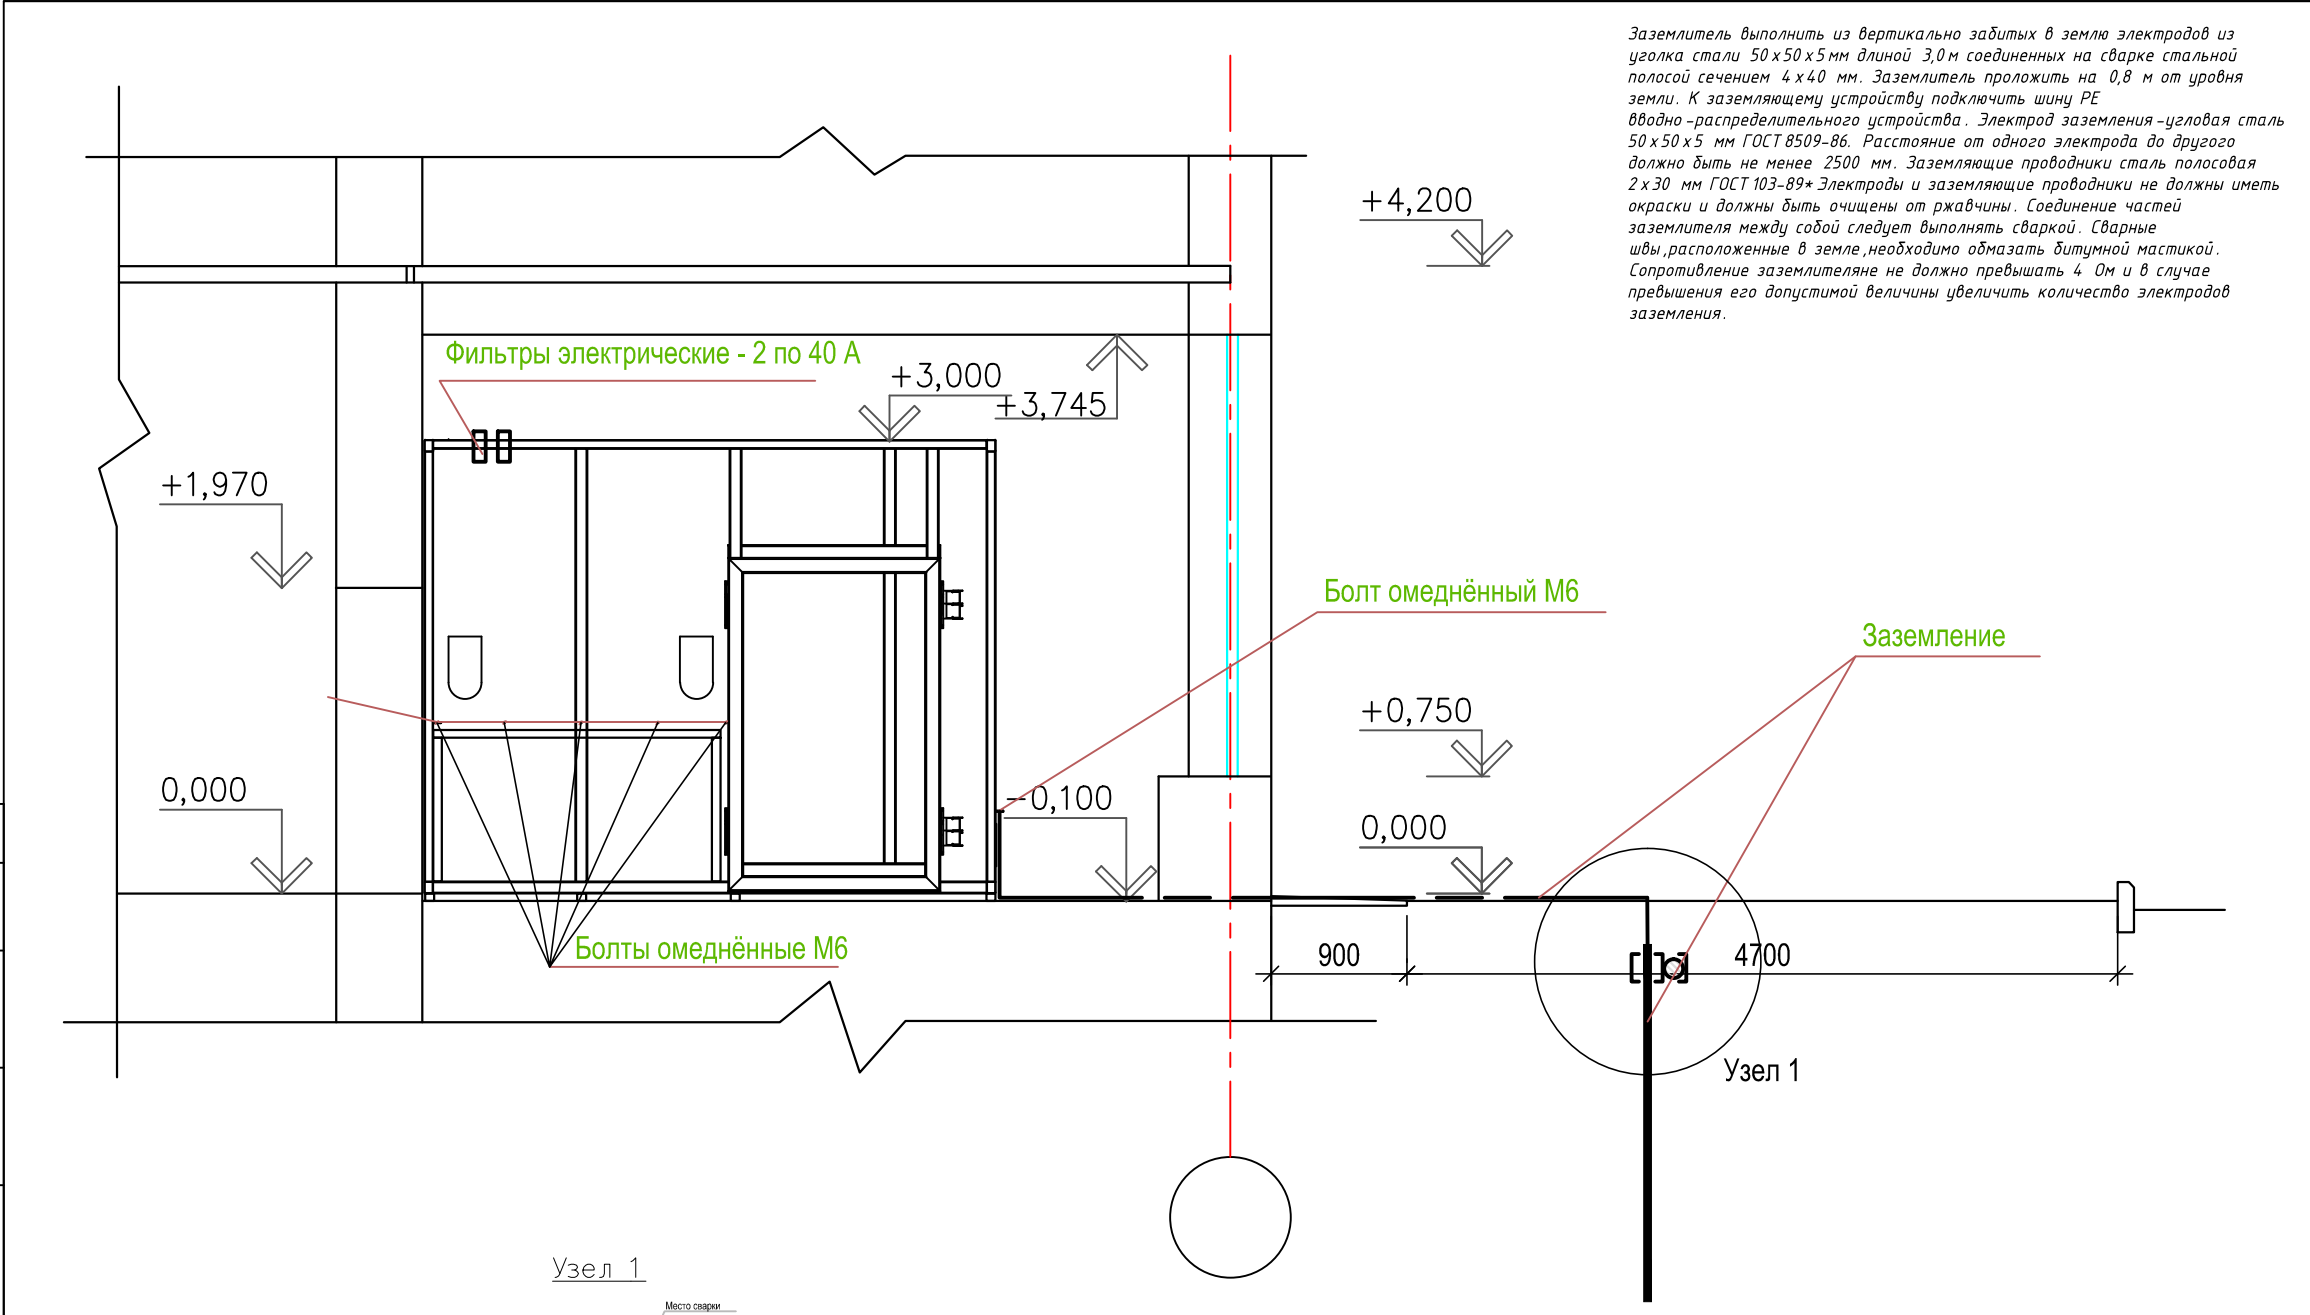 Заземлитель выполнить из вертикально забитых в землю электродов из
уголка стали 50х50х5мм длиной 3,0м соединенных на сварке стальной
полосой сечением 4х40 мм. Заземлитель проложить на 0,8 м от уровня
земли. К заземляющему устройству подключить шину РЕ
вводно-распределительного устройства. Электрод заземления-угловая сталь
50х50х5 мм ГОСТ 8509-86. Расстояние от одного электрода до другого
должно быть не менее 2500 мм. Заземляющие проводники сталь полосовая
2х30 мм ГОСТ 103-89* Электроды и заземляющие проводники не должны иметь
окраски и должны быть очищены от ржавчины. Соединение частей
заземлителя между собой следует выполнять сваркой. Сварные
швы,расположенные в земле,необходимо обмазать битумной мастикой.
Сопротивление заземлителяне не должно превышать 4 Ом и в случае
превышения его допустимой величины увеличить количество электродов
заземления.
+4,200
Фильтры электрические - 2 по 40 А
+3,000
+3,745
+1,970
Болт омеднённый М6
Заземление
+0,750
0,000
-0,100
0,000
Болты омеднённые М6
900
4700
Узел 1
Узел 1
Место сварки